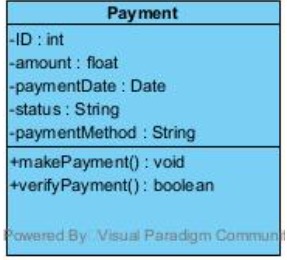 Payment
-ID : int
-amount : float
-paymentDate : Date
-status : String
-paymentMethod : String
+makePayment() : void
+verifyPayment() : boolean
Powered By Visual Paradigm Communi